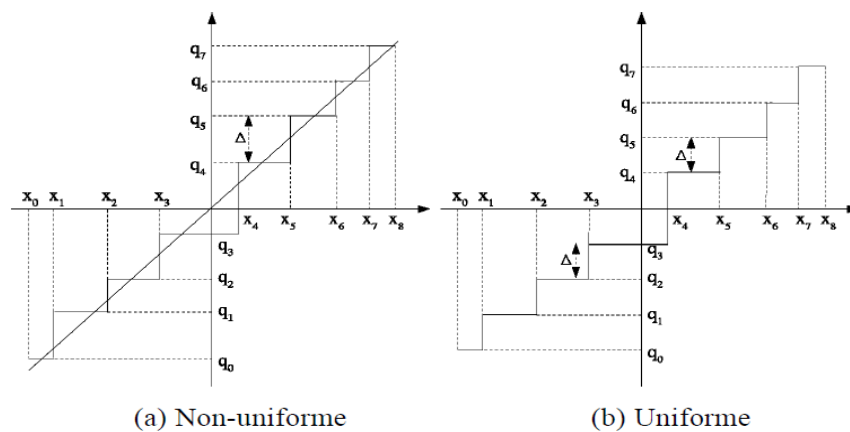 q₇
q₆
q₅
Δ
q₄
x₀ x₁ x₂ x₃
x₄ x₅ x₆ x₇ x₈
q₃
q₂
q₁
q₀
(a) Non-uniforme
q₇
q₆
q₅
Δ
q₄
x₀ x₁ x₂ x₃
x₄ x₅ x₆ x₇ x₈
q₃
Δ
q₂
q₁
q₀
(b) Uniforme